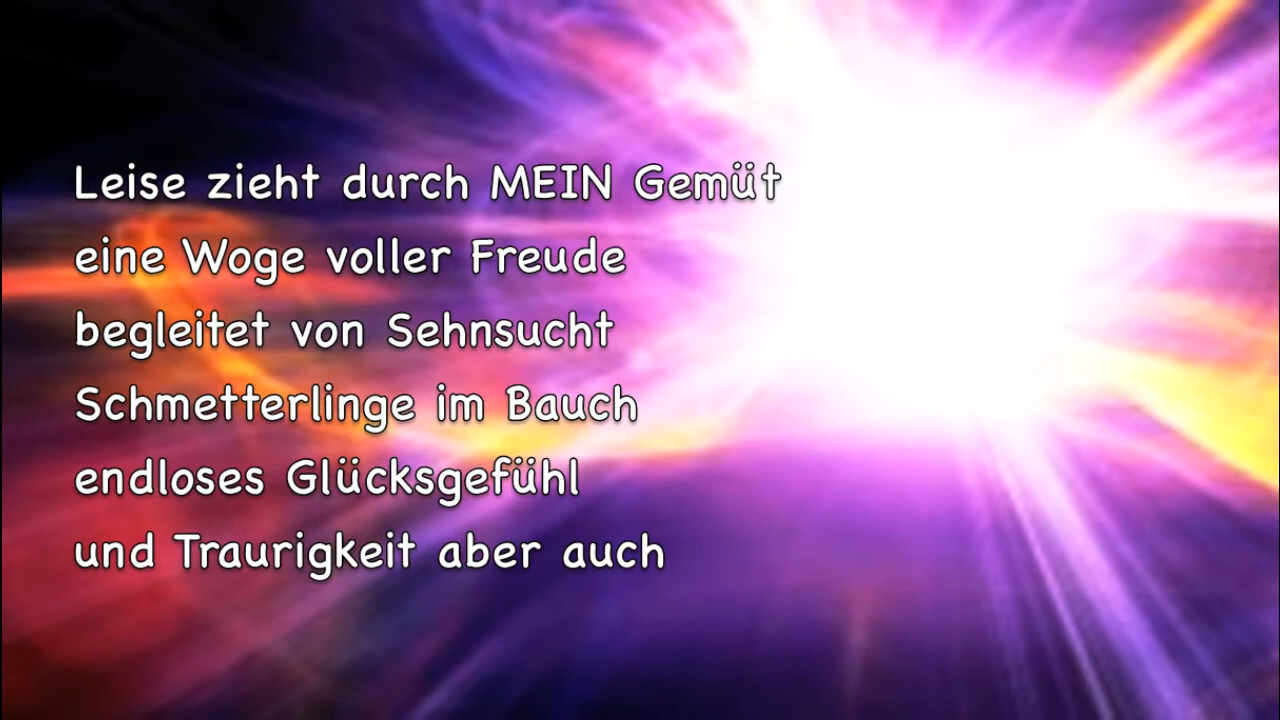 Leise zieht durch MEIN Gemüt
eine Woge voller Freude
begleitet von Sehnsucht
Schmetterlinge im Bauch
endloses Glücksgefühl
und Traurigkeit aber auch